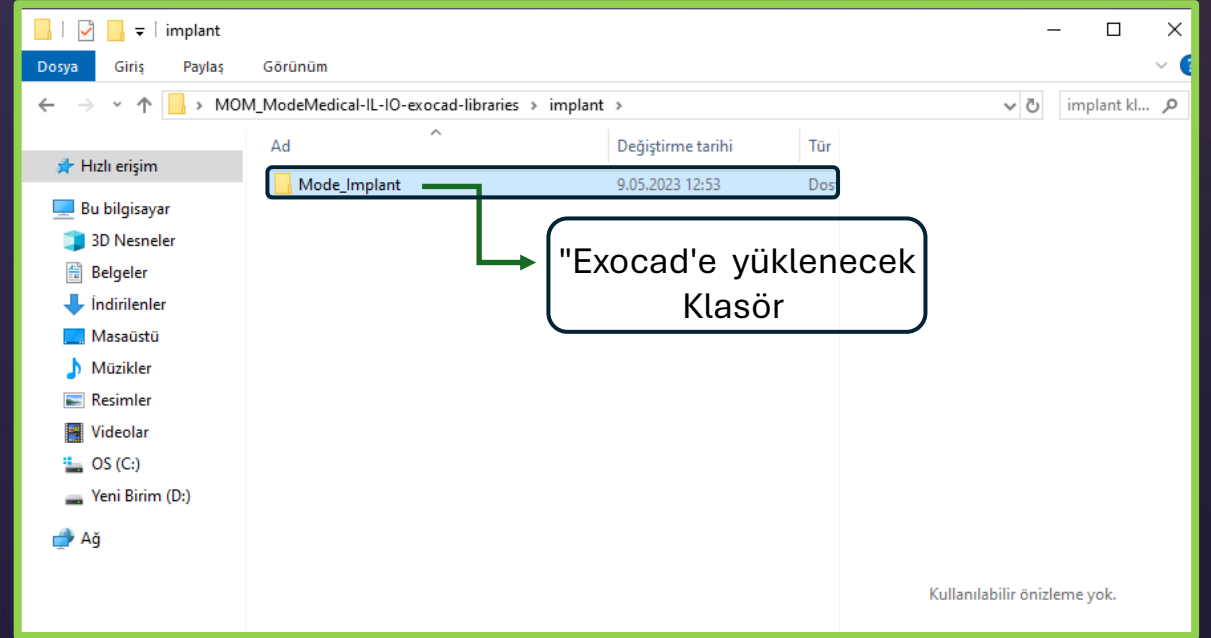 implant
Dosya Giriş Paylaş Görünüm
MOM_ModeMedical-IL-IO-exocad-libraries > implant >
implant kl...
Ad Değiştirme tarihi Tür
Hızlı erişim
Mode_Implant 9.05.2023 12:53 Dos
Bu bilgisayar
3D Nesneler
Belgeler
İndirilenler
Masaüstü
Müzikler
Resimler
Videolar
OS (C:)
Yeni Birim (D:)
Ağ
"Exocad'e yüklenecek
Klasör
Kullanılabilir önizleme yok.